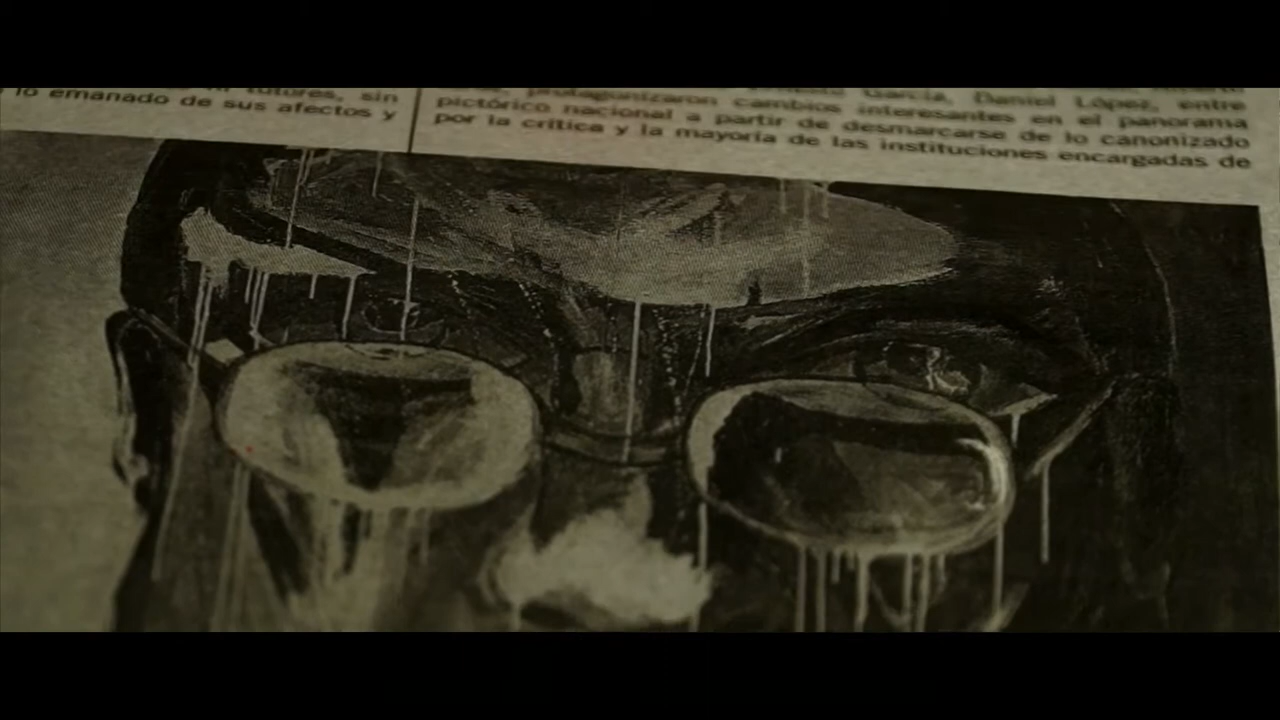 tutores, sin
lo emanado de sus afectos y
García, Daniel López, entre
protagonizaron cambios interesantes en el panorama
pictórico nacional a partir de desmarcarse de lo canonizado
por la crítica y la mayoría de las instituciones encargadas de